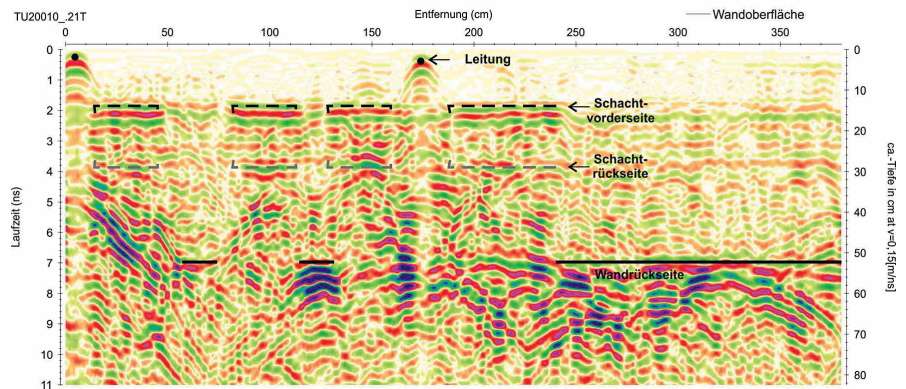 TU20010_.21T
Entfernung (cm)
Wandoberfläche
0 50 100 150 200 250 300 350
Leitung
Schacht-
vorderseite
Schacht-
rückseite
Wandrückseite
Laufzeit (ns)
0
1
2
3
4
5
6
7
8
9
10
11
ca.-Tiefe in cm at v=0,15[m/ns]
0
10
20
30
40
50
60
70
80